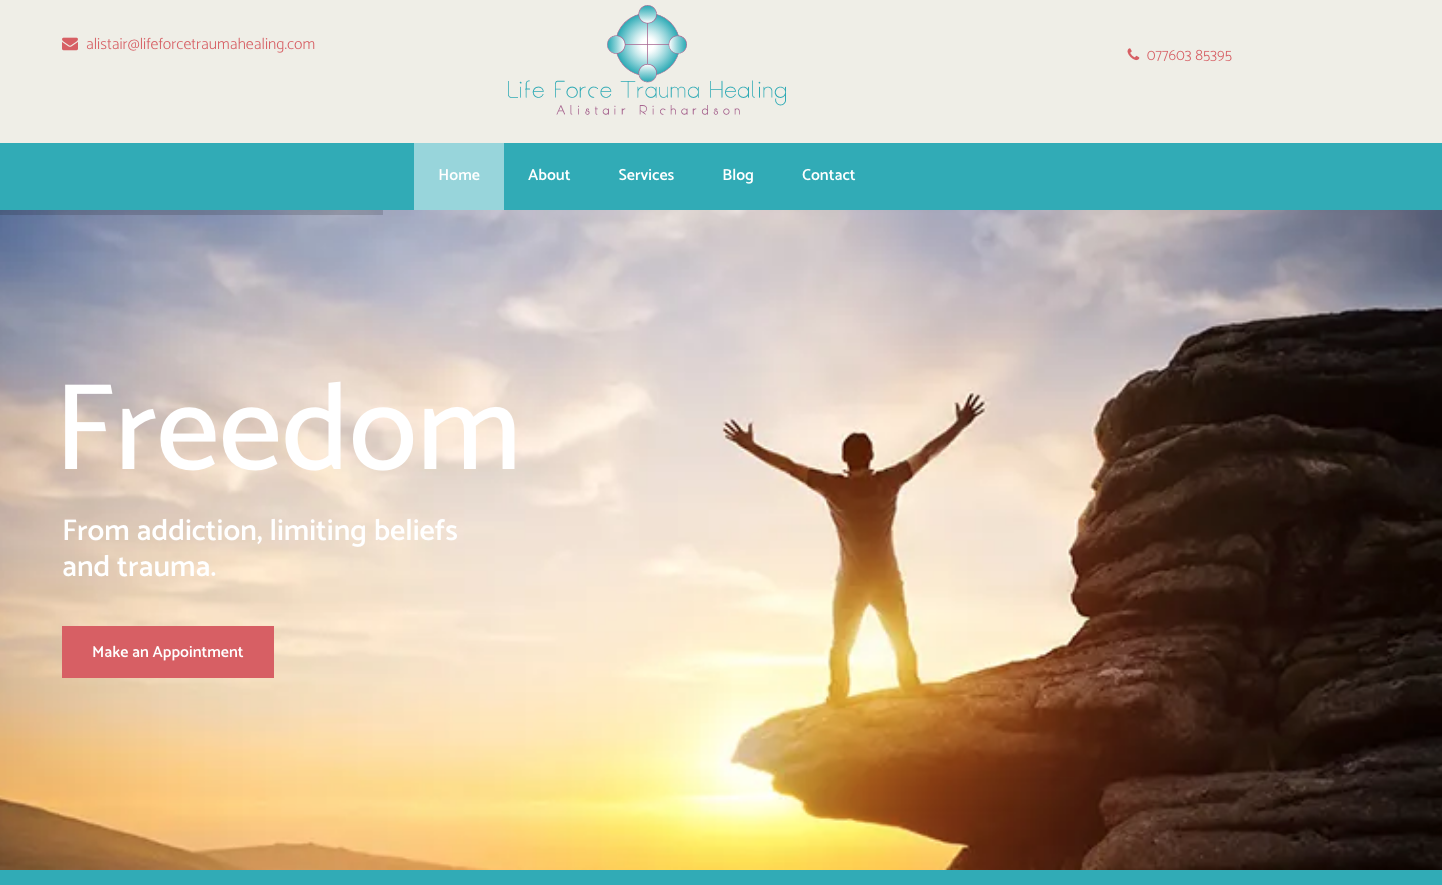 alistair@lifeforcetraumahealing.com
Life Force Trauma Healing
Alistair Richardson
077603 85395
Home About Services Blog Contact
Freedom
From addiction, limiting beliefs
and trauma.
Make an Appointment